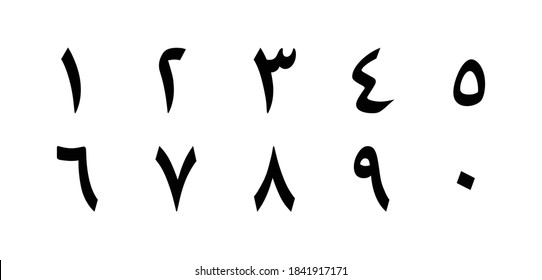 ١ ٢ ٣ ٤ ٥
٦ ٧ ٨ ٩ ٠
shutterstock.com · 1841917171